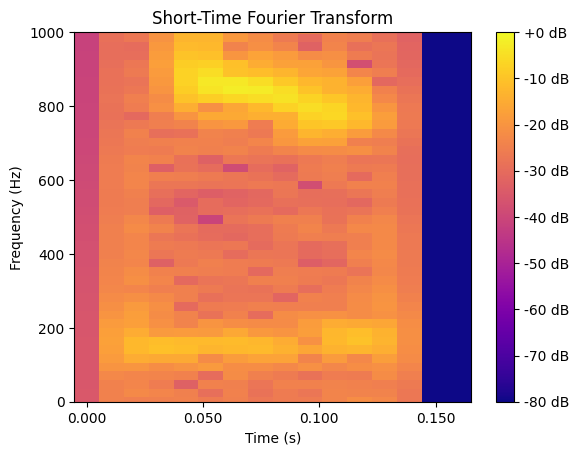 Short-Time Fourier Transform
Frequency (Hz)
1000
800
600
400
200
0
0.000
0.050
0.100
0.150
Time (s)
+0 dB
-10 dB
-20 dB
-30 dB
-40 dB
-50 dB
-60 dB
-70 dB
-80 dB